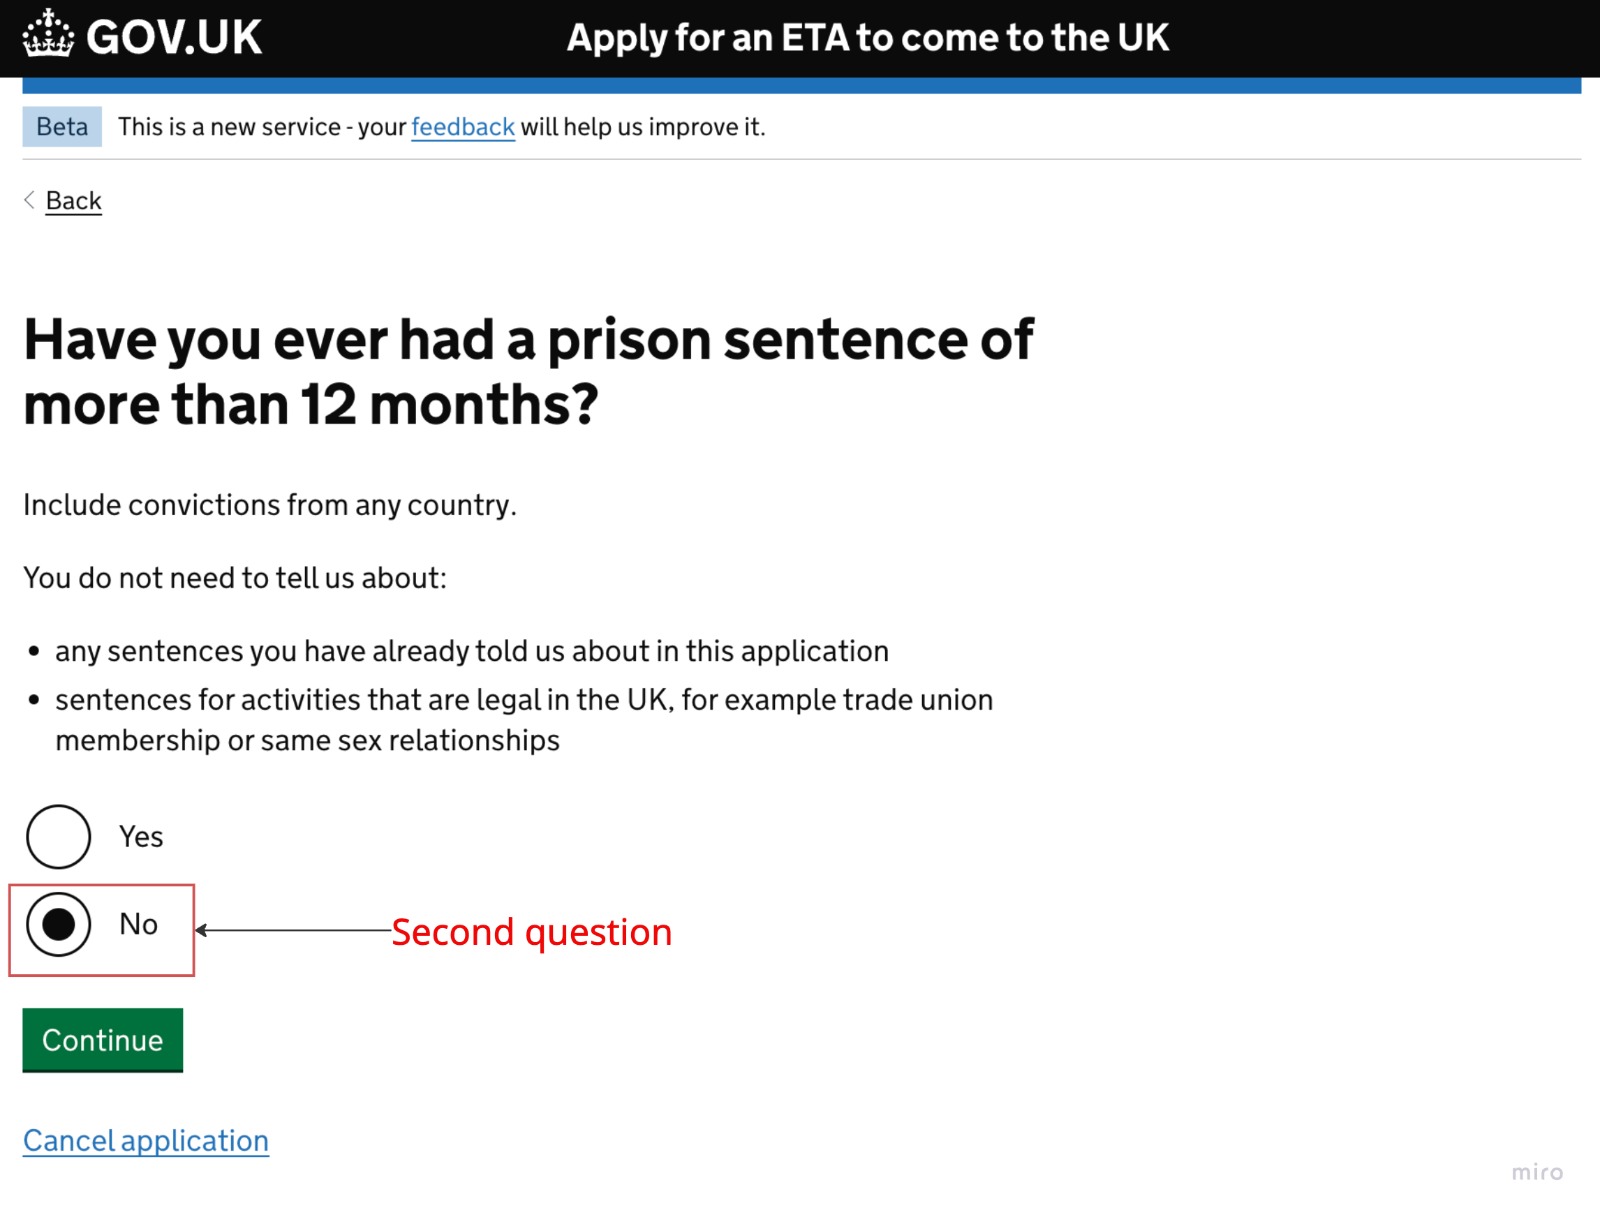 GOV.UK
Apply for an ETA to come to the UK
Beta This is a new service - your feedback will help us improve it.
Back
Have you ever had a prison sentence of
more than 12 months?
Include convictions from any country.
You do not need to tell us about:
• any sentences you have already told us about in this application
• sentences for activities that are legal in the UK, for example trade union
membership or same sex relationships
Yes
No
Second question
Continue
Cancel application
miro